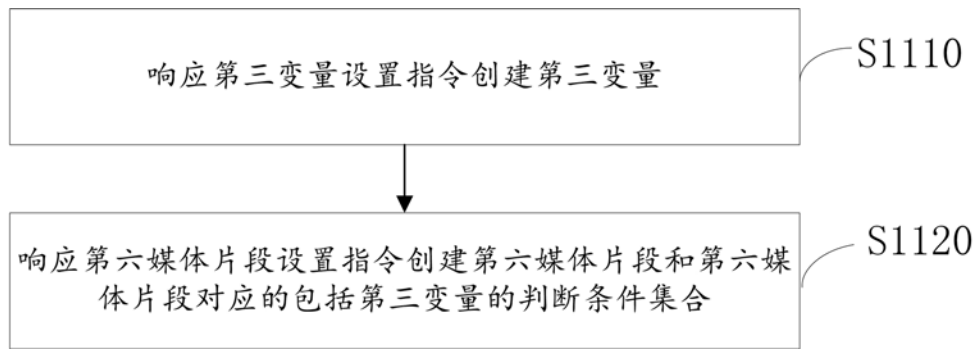 响应第三变量设置指令创建第三变量
S1110
响应第六媒体片段设置指令创建第六媒体片段和第六媒
体片段对应的包括第三变量的判断条件集合
S1120